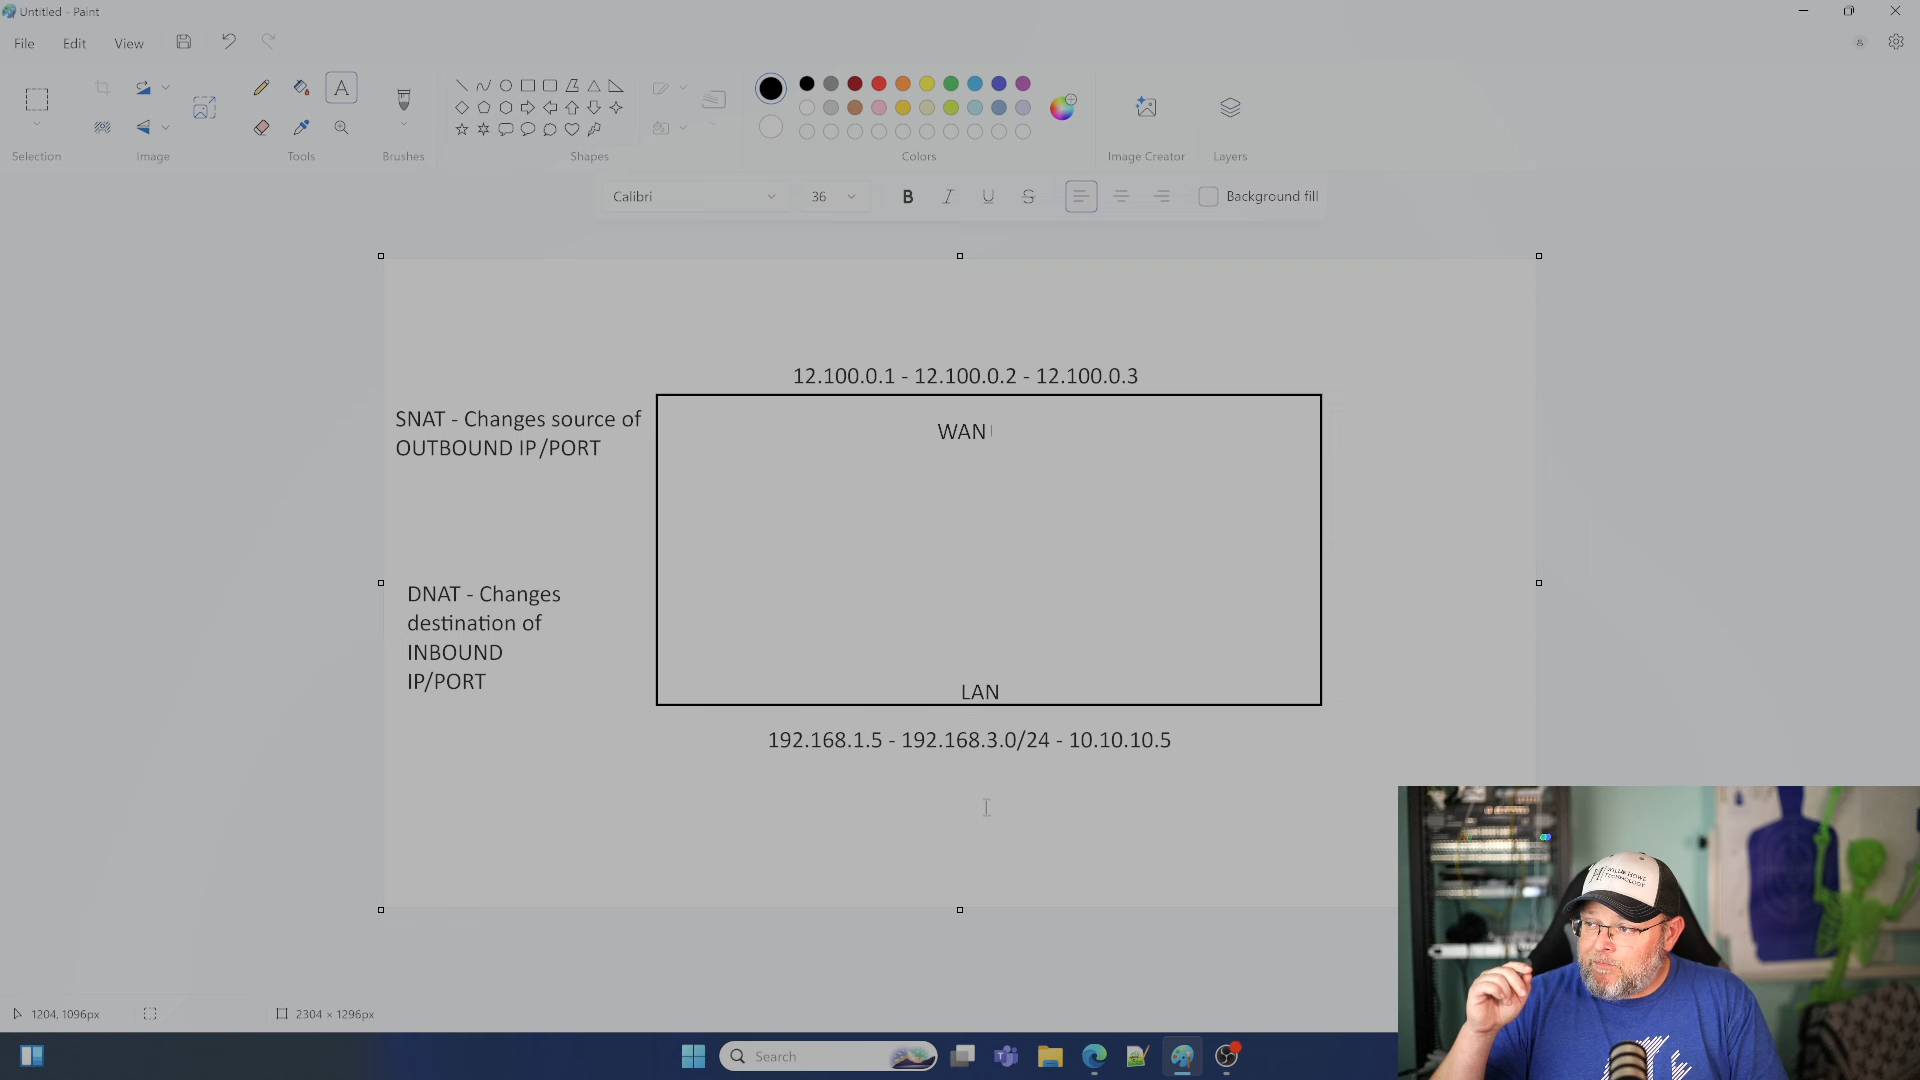 Untitled - Paint
File Edit View
Selection Image Tools Brushes Shapes Colors Image Creator Layers
Calibri 36 B I U S Background fill
12.100.0.1 - 12.100.0.2 - 12.100.0.3
SNAT - Changes source of
OUTBOUND IP/PORT
WAN
DNAT - Changes
destination of
INBOUND
IP/PORT
LAN
192.168.1.5 - 192.168.3.0/24 - 10.10.10.5
WILLIE HOWE
TECHNOLOGY
1204, 1096px 2304 × 1296px
Search